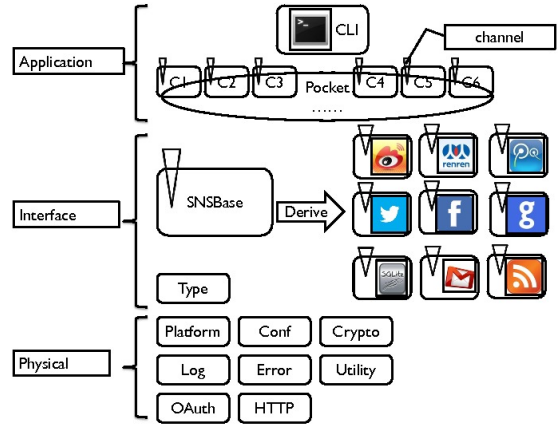 CLI
channel
Application
C1 C2 C3 C4 C5 C6
Pocket
......
renren
SNSBase
Derive
Interface
f
g
SQLite
Type
Platform Conf Crypto
Physical
Log Error Utility
OAuth HTTP